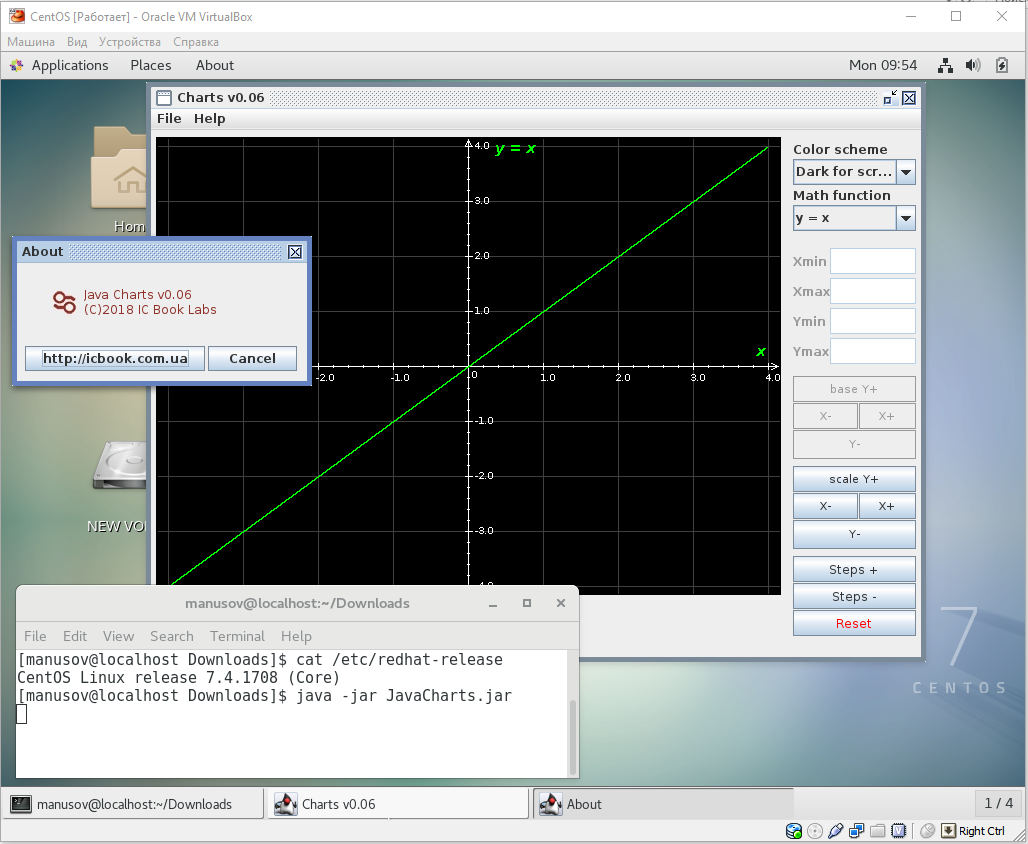 CentOS [Работает] - Oracle VM VirtualBox
Машина Вид Устройства Справка
Applications Places About Mon 09:54
Charts v0.06
File Help
4.0 y = x
3.0
2.0
1.0
x
-2.0 -1.0 0 1.0 2.0 3.0 4.0
-1.0
-2.0
-3.0
Color scheme
Dark for scr...
Math function
y = x
Xmin
Xmax
Ymin
Ymax
base Y+
X- X+
Y-
scale Y+
X- X+
Y-
Steps +
Steps -
Reset
Hom
About
Java Charts v0.06
(C)2018 IC Book Labs
http://icbook.com.ua Cancel
NEW VO
7
CENTOS
manusov@localhost:~/Downloads
File Edit View Search Terminal Help
[manusov@localhost Downloads]$ cat /etc/redhat-release
CentOS Linux release 7.4.1708 (Core)
[manusov@localhost Downloads]$ java -jar JavaCharts.jar
manusov@localhost:~/Downloads Charts v0.06 About 1 / 4
Right Ctrl